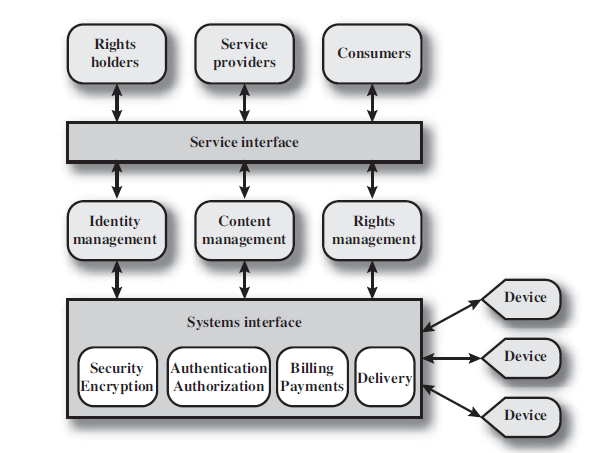 Rights
holders
Service
providers
Consumers
Service interface
Identity
management
Content
management
Rights
management
Systems interface
Security
Encryption
Authentication
Authorization
Billing
Payments
Delivery
Device
Device
Device